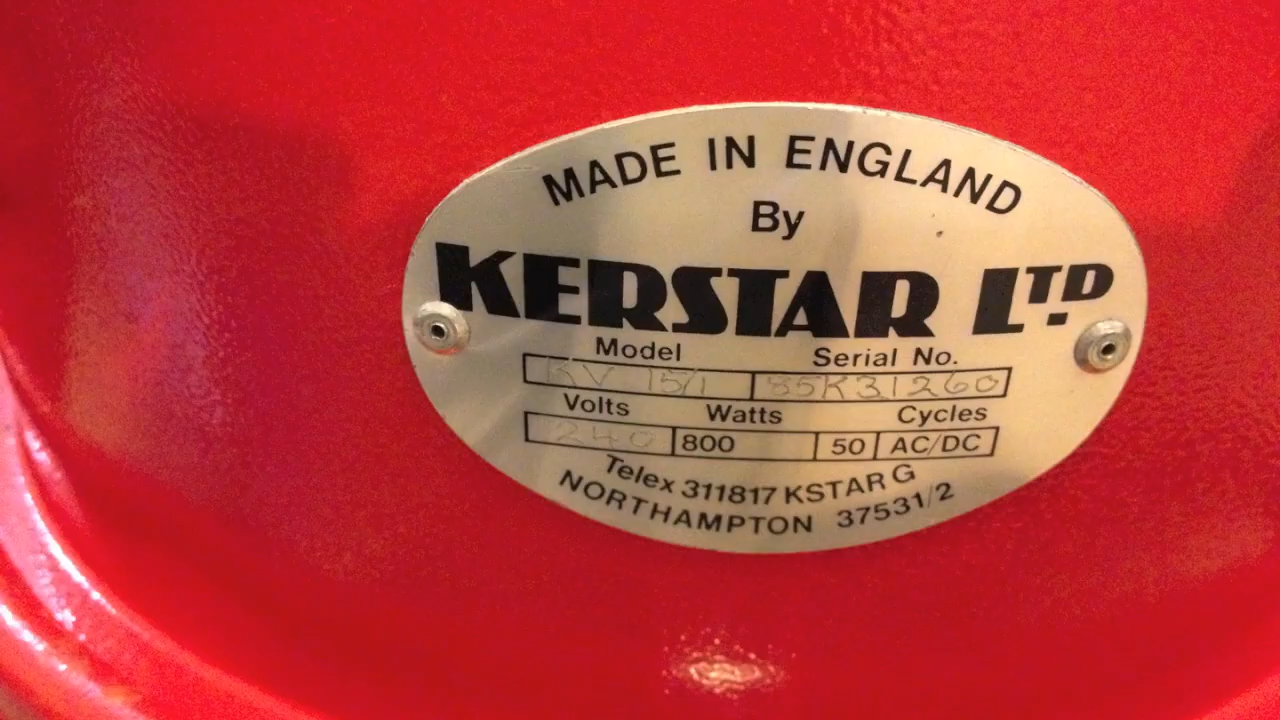 MADE IN ENGLAND
By
KERSTAR LTD.
Model Serial No.
KV 15/1 85K31260
Volts Watts Cycles
240 800 50 AC/DC
Telex 311817 KSTAR G
NORTHAMPTON 37531/2